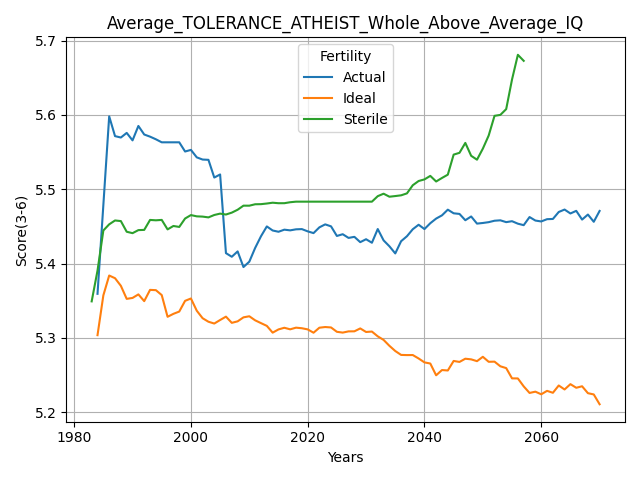 Average_TOLERANCE_ATHEIST_Whole_Above_Average_IQ
Fertility
Actual
Ideal
Sterile
Score(3-6)
5.7
5.6
5.5
5.4
5.3
5.2
1980
2000
2020
2040
2060
Years